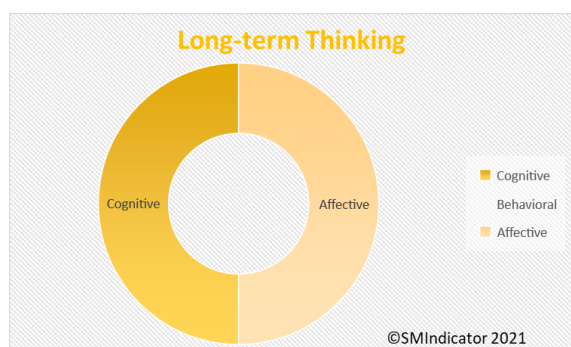 Long-term Thinking
Cognitive
Affective
Cognitive
Behavioral
Affective
©SMIndicator 2021